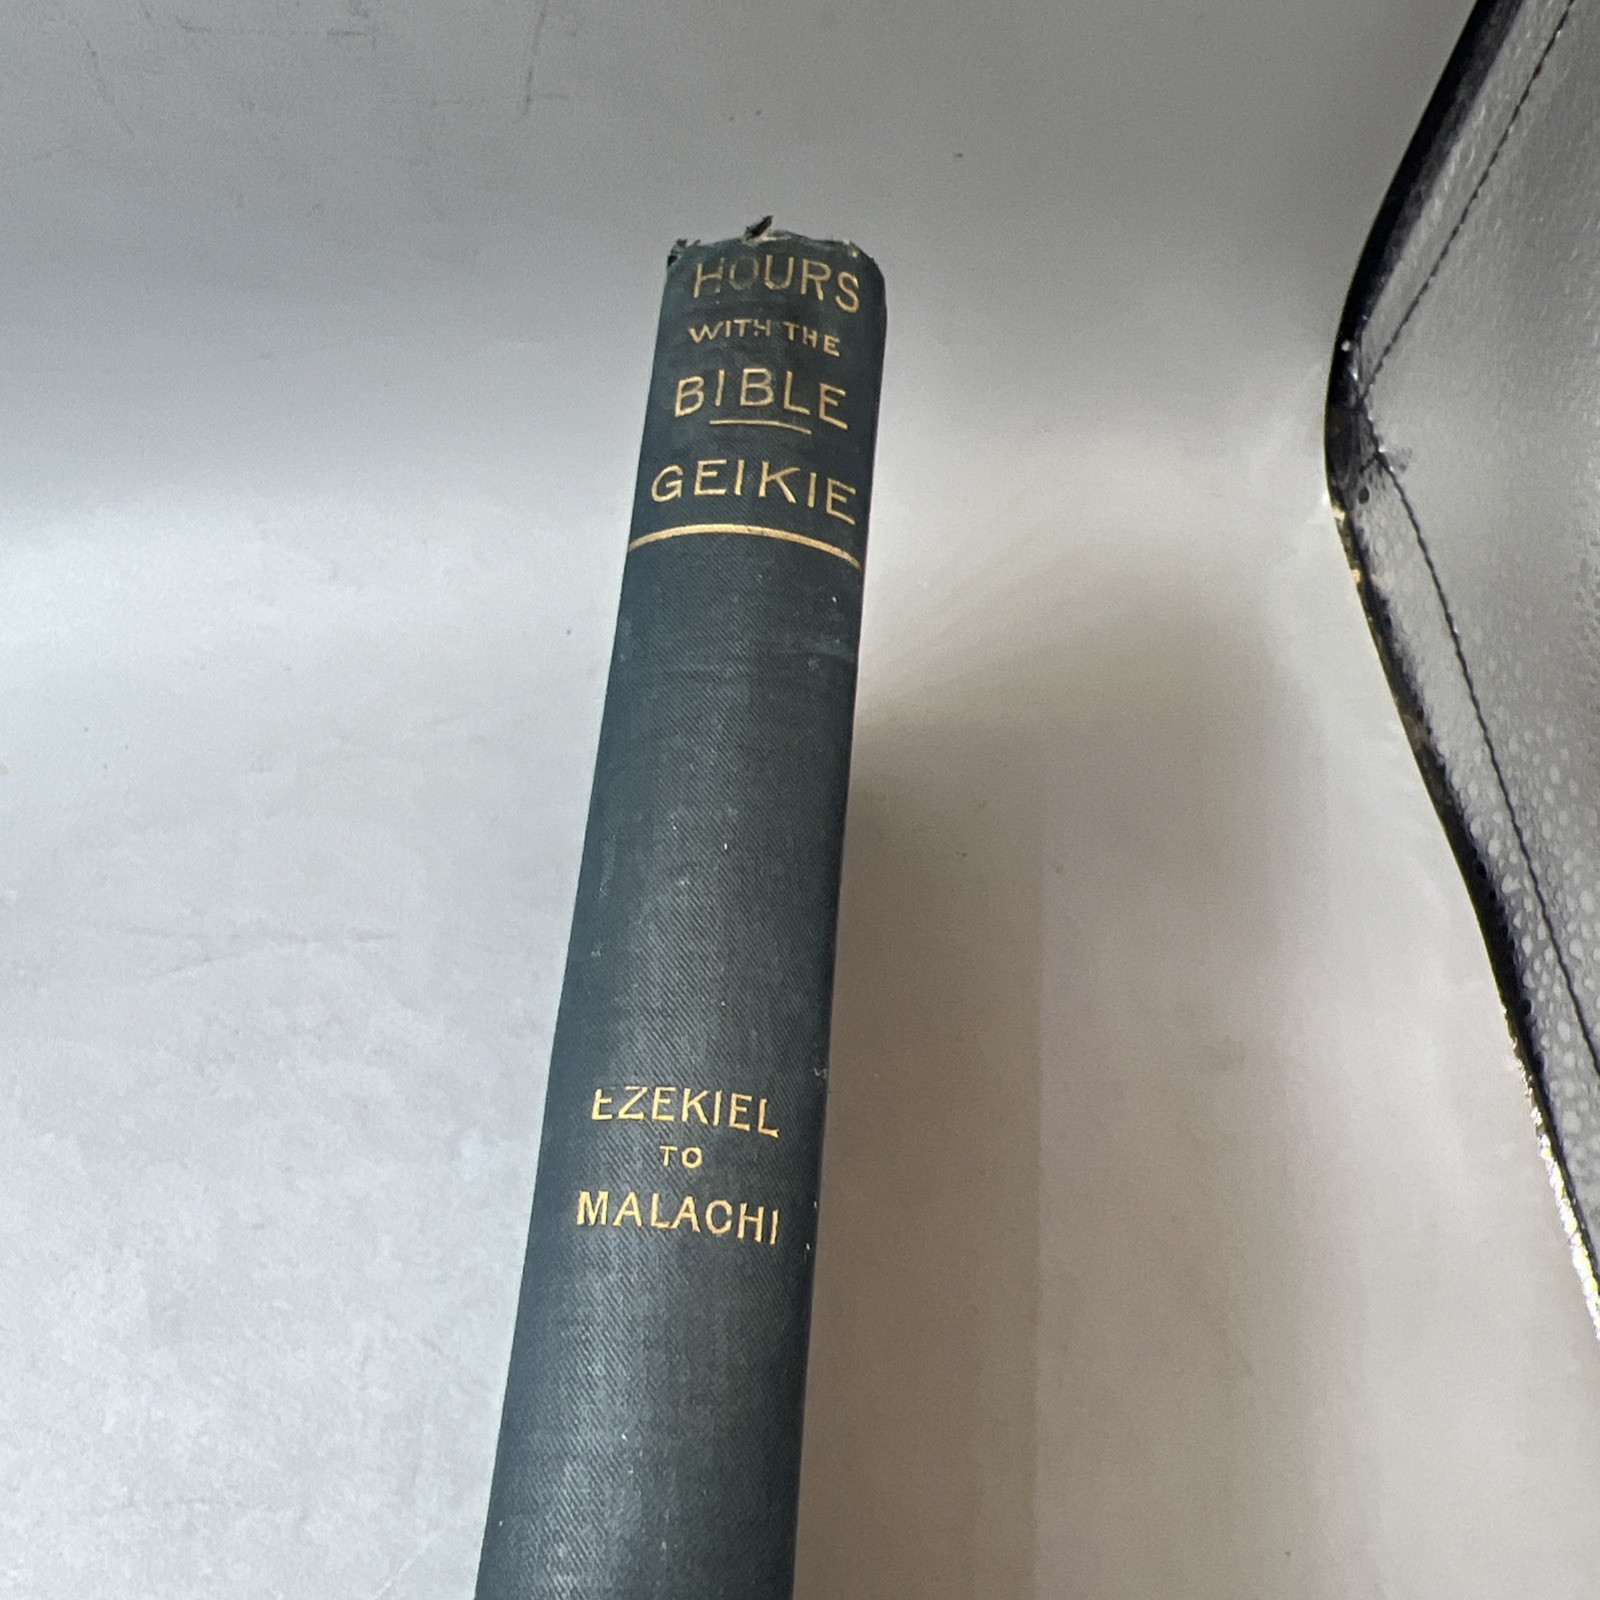 HOURS
WITH THE
BIBLE
GEIKIE
EZEKIEL
TO
MALACHI